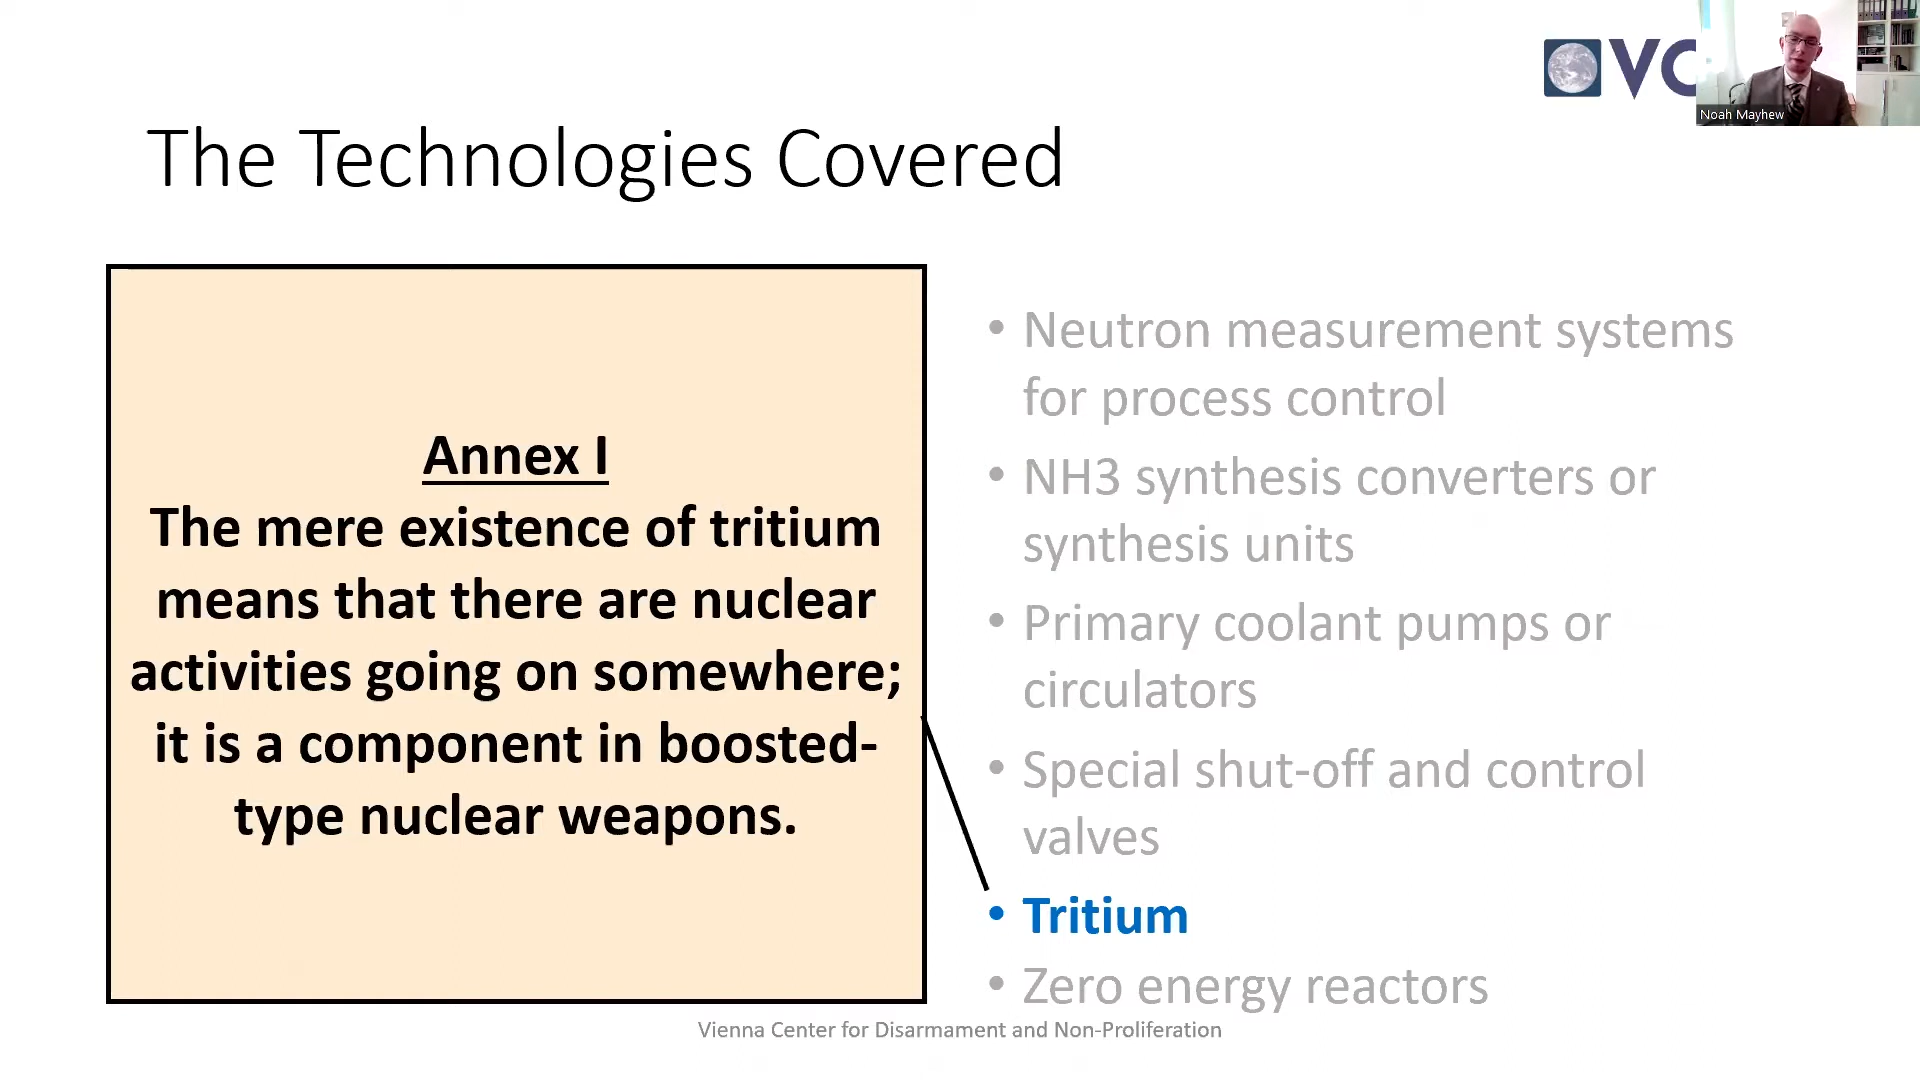 VC
Noah Mayhew
The Technologies Covered
Annex I
The mere existence of tritium
means that there are nuclear
activities going on somewhere;
it is a component in boosted-
type nuclear weapons.
• Neutron measurement systems
for process control
• NH3 synthesis converters or
synthesis units
• Primary coolant pumps or
circulators
• Special shut-off and control
valves
• Tritium
• Zero energy reactors
Vienna Center for Disarmament and Non-Proliferation